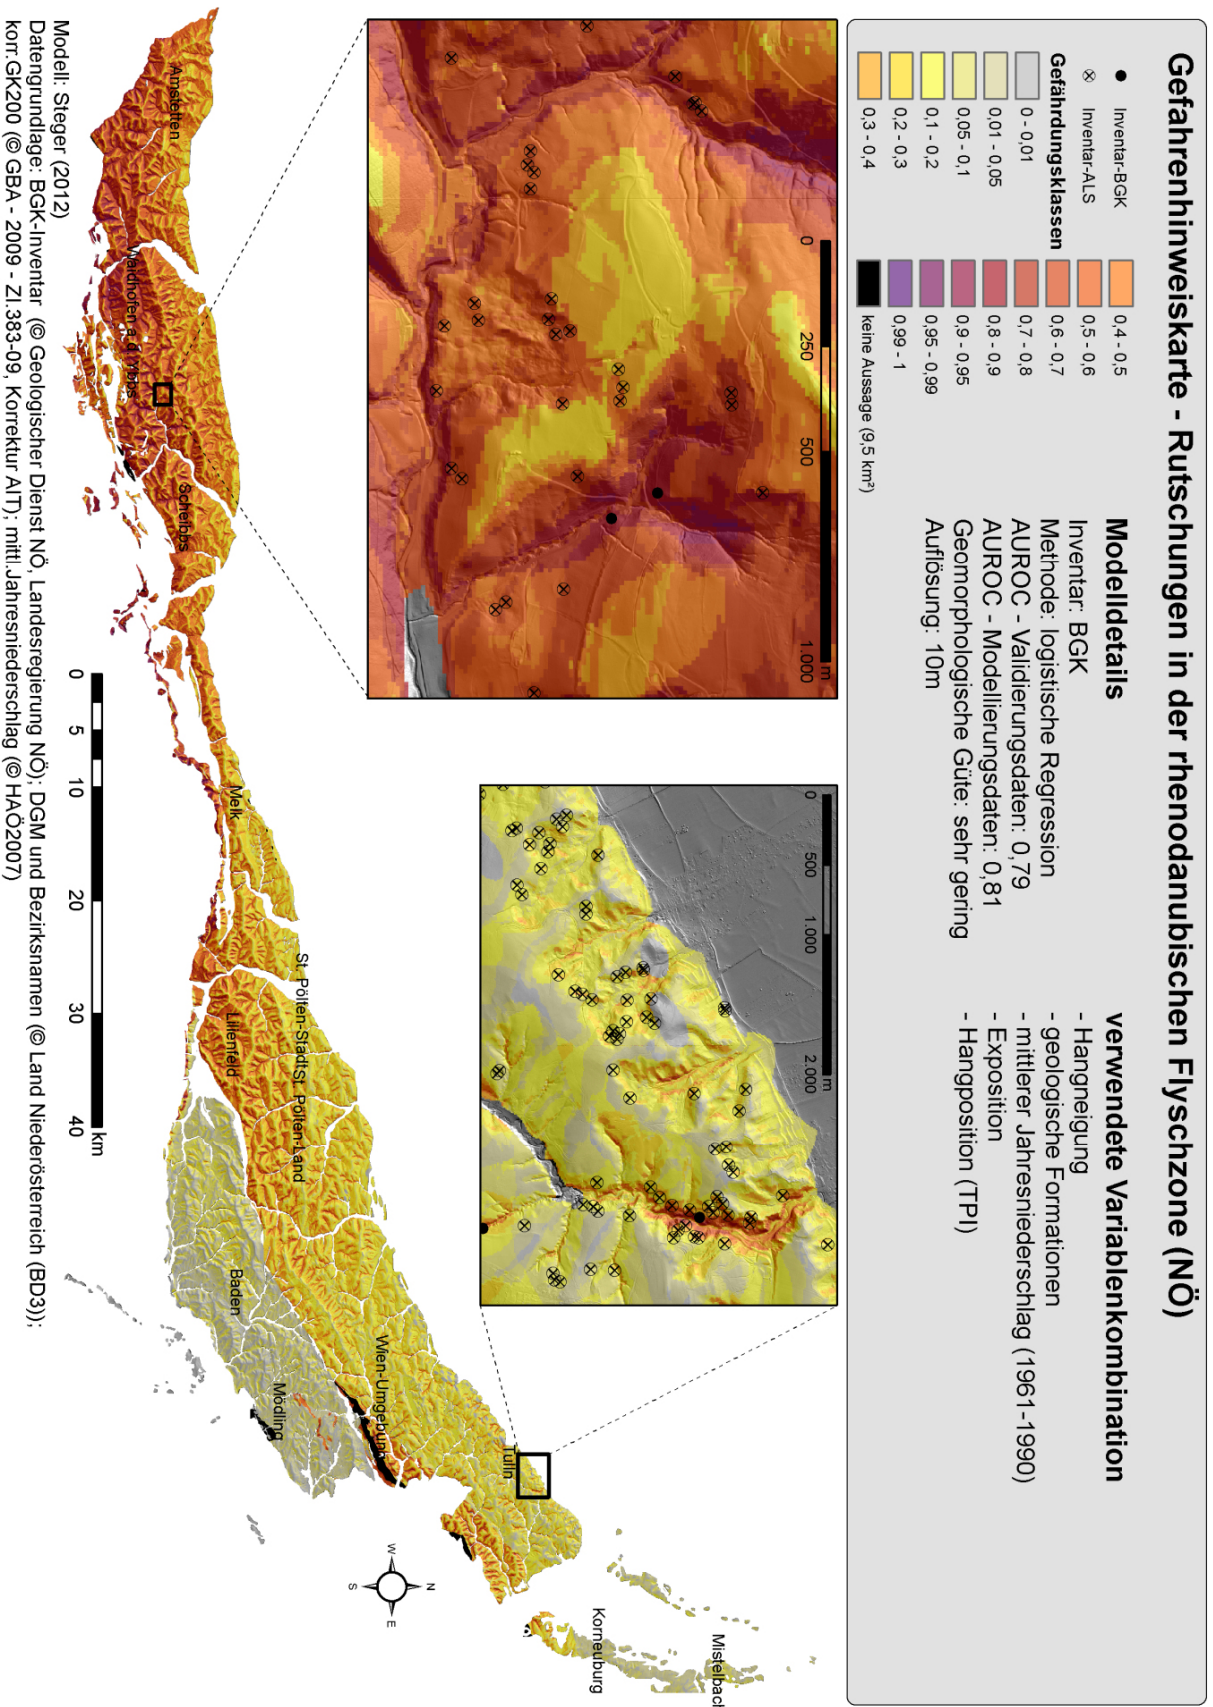 Gefahrenhinweiskarte - Rutschungen in der rhenodanubischen Flyschzone (NÖ)
Inventar-BGK
Inventar-ALS
Gefährdungsklassen
0 - 0,01
0,01 - 0,05
0,05 - 0,1
0,1 - 0,2
0,2 - 0,3
0,3 - 0,4
0,4 - 0,5
0,5 - 0,6
0,6 - 0,7
0,7 - 0,8
0,8 - 0,9
0,9 - 0,95
0,95 - 0,99
0,99 - 1
keine Aussage (9,5 km²)
Modelldetails
Inventar: BGK
Methode: logistische Regression
AUROC - Validierungsdaten: 0,79
AUROC - Modellierungsdaten: 0,81
Geomorphologische Güte: sehr gering
Auflösung: 10m
verwendete Variablenkombination
- Hangneigung
- geologische Formationen
- mittlerer Jahresniederschlag (1961-1990)
- Exposition
- Hangposition (TPI)
0 250 500 1.000 m
0 500 1.000 2.000 m
Mistelbach
Korneuburg
Tulln
Wien-Umgebung
St. Pölten-Stadt
St. Pölten-Land
Mödling
Baden
Lilienfeld
Melk
Scheibbs
Amstetten
Waidhofen a.d.Ybbs
N
W E
S
0 5 10 20 30 40 km
Modell: Steger (2012)
Datengrundlage: BGK-Inventar (© Geologischer Dienst NÖ, Landesregierung NÖ); DGM und Bezirksnamen (© Land Niederösterreich (BD3));
korr.GK200 (© GBA - 2009 - Zl.383-09, Korrektur AIT); mittl.Jahresniederschlag (© HAÖ2007)